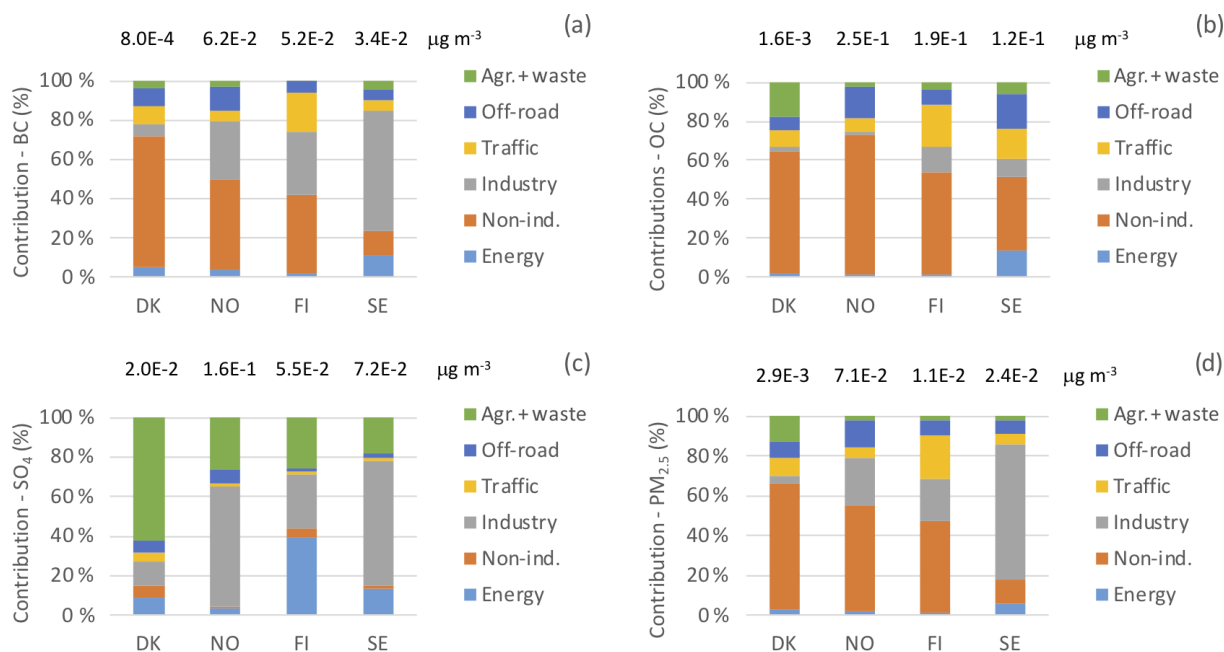 (a)
8.0E-4 6.2E-2 5.2E-2 3.4E-2 μg m-3
Contribution - BC (%)
100 %
80 %
60 %
40 %
20 %
0 %
DK NO FI SE
Agr.+ waste
Off-road
Traffic
Industry
Non-ind.
Energy
(b)
1.6E-3 2.5E-1 1.9E-1 1.2E-1 μg m-3
Contributions - OC (%)
100 %
80 %
60 %
40 %
20 %
0 %
DK NO FI SE
Agr.+ waste
Off-road
Traffic
Industry
Non-ind.
Energy
(c)
2.0E-2 1.6E-1 5.5E-2 7.2E-2 μg m-3
Contribution - SO4 (%)
100 %
80 %
60 %
40 %
20 %
0 %
DK NO FI SE
Agr.+ waste
Off-road
Traffic
Industry
Non-ind.
Energy
(d)
2.9E-3 7.1E-2 1.1E-2 2.4E-2 μg m-3
Contribution - PM2.5 (%)
100 %
80 %
60 %
40 %
20 %
0 %
DK NO FI SE
Agr.+ waste
Off-road
Traffic
Industry
Non-ind.
Energy